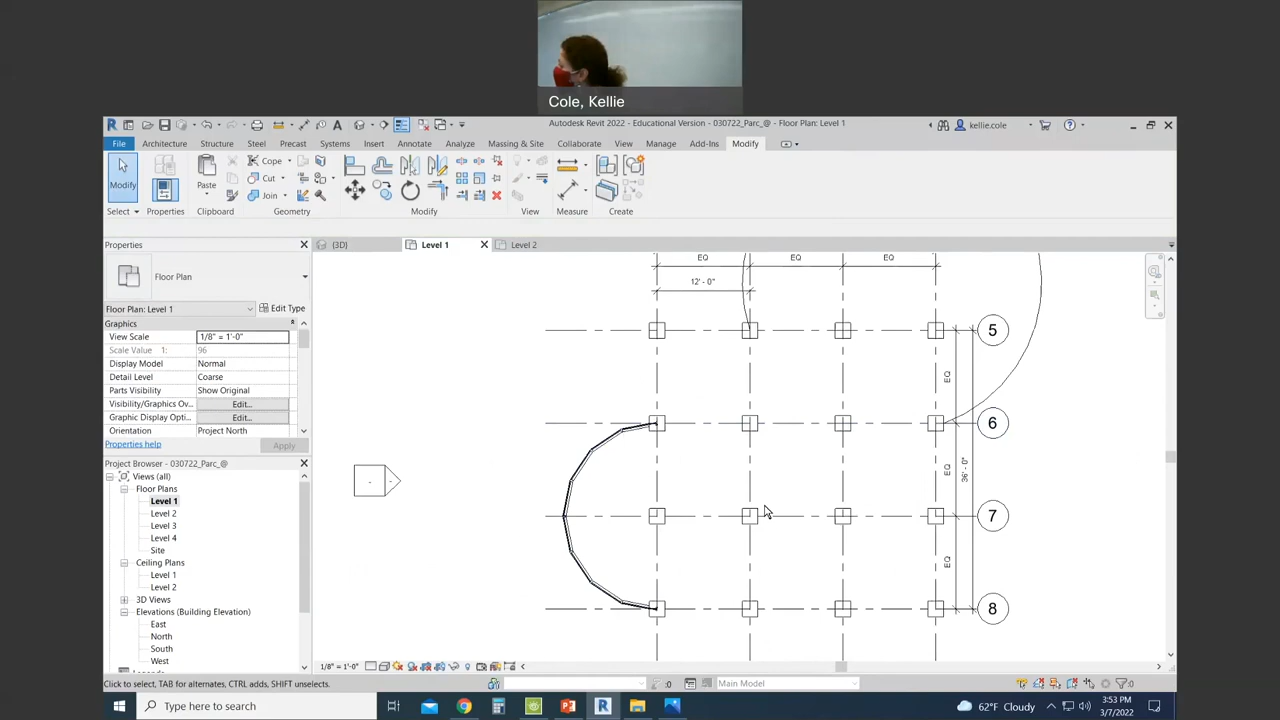 Cole, Kellie
Autodesk Revit 2022 - Educational Version - 030722_Parc_@ - Floor Plan: Level 1
kellie.cole
File Architecture Structure Steel Precast Systems Insert Annotate Analyze Massing & Site Collaborate View Manage Add-Ins Modify
Modify
Paste
Cope
Cut
Join
Select Properties Clipboard Geometry Modify View Measure Create
Properties
(3D) Level 1 Level 2
Floor Plan
Floor Plan: Level 1 Edit Type
Graphics
View Scale 1/8" = 1'-0"
Scale Value 1: 96
Display Model Normal
Detail Level Coarse
Parts Visibility Show Original
Visibility/Graphics Ov... Edit...
Graphic Display Opti... Edit...
Orientation Project North
Properties help Apply
Project Browser - 030722_Parc_@
Views (all)
Floor Plans
Level 1
Level 2
Level 3
Level 4
Site
Ceiling Plans
Level 1
Level 2
3D Views
Elevations (Building Elevation)
East
North
South
West
EQ EQ EQ
12' - 0"
5
EQ
6
EQ
36' - 0"
7
EQ
8
1/8" = 1'-0"
Click to select, TAB for alternates, CTRL adds, SHIFT unselects.
:0
Main Model
:0
Type here to search
62°F Cloudy
3:53 PM
3/7/2022